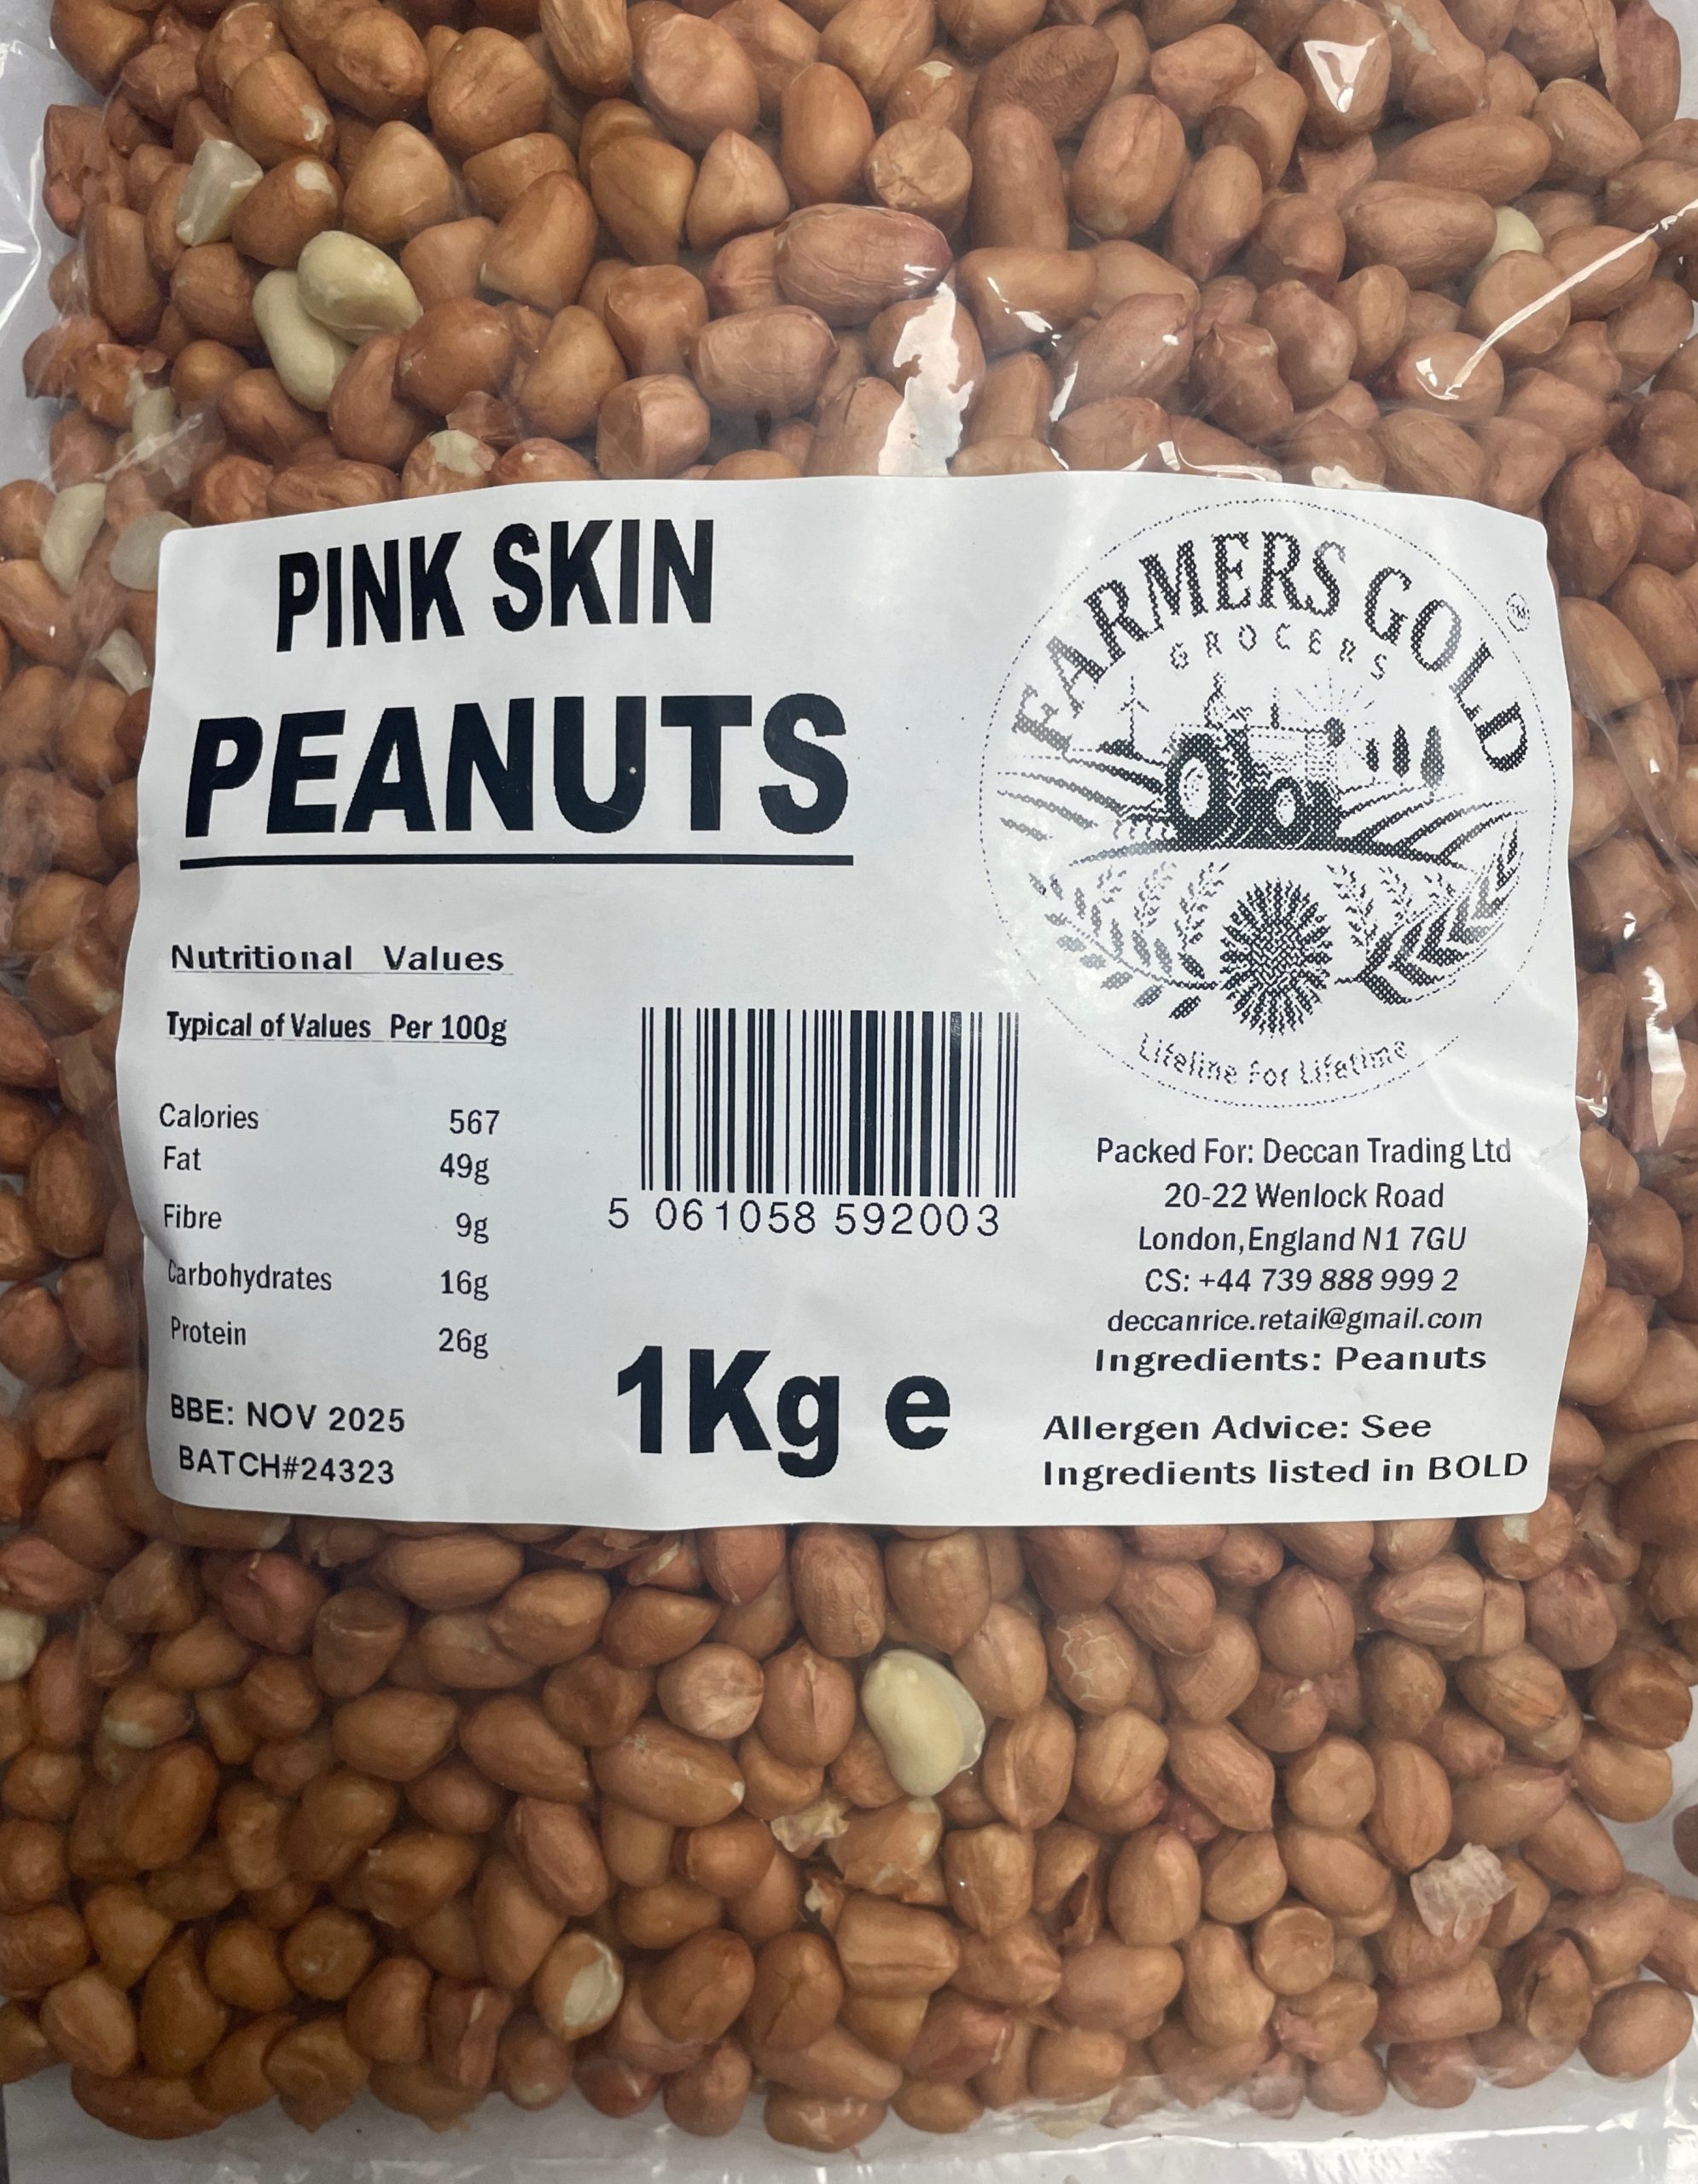 PINK SKIN
PEANUTS
FARMERS GOLD
TM
GROCERS
Lifeline for Lifetime
Nutritional Values
Typical of Values Per 100g
Calories 567
Fat 49g
Fibre 9g
Carbohydrates 16g
Protein 26g
BBE: NOV 2025
BATCH#24323
5 061058 592003
1Kg e
Packed For: Deccan Trading Ltd
20-22 Wenlock Road
London,England N1 7GU
CS: +44 739 888 999 2
deccanrice.retail@gmail.com
Ingredients: Peanuts
Allergen Advice: See
Ingredients listed in BOLD